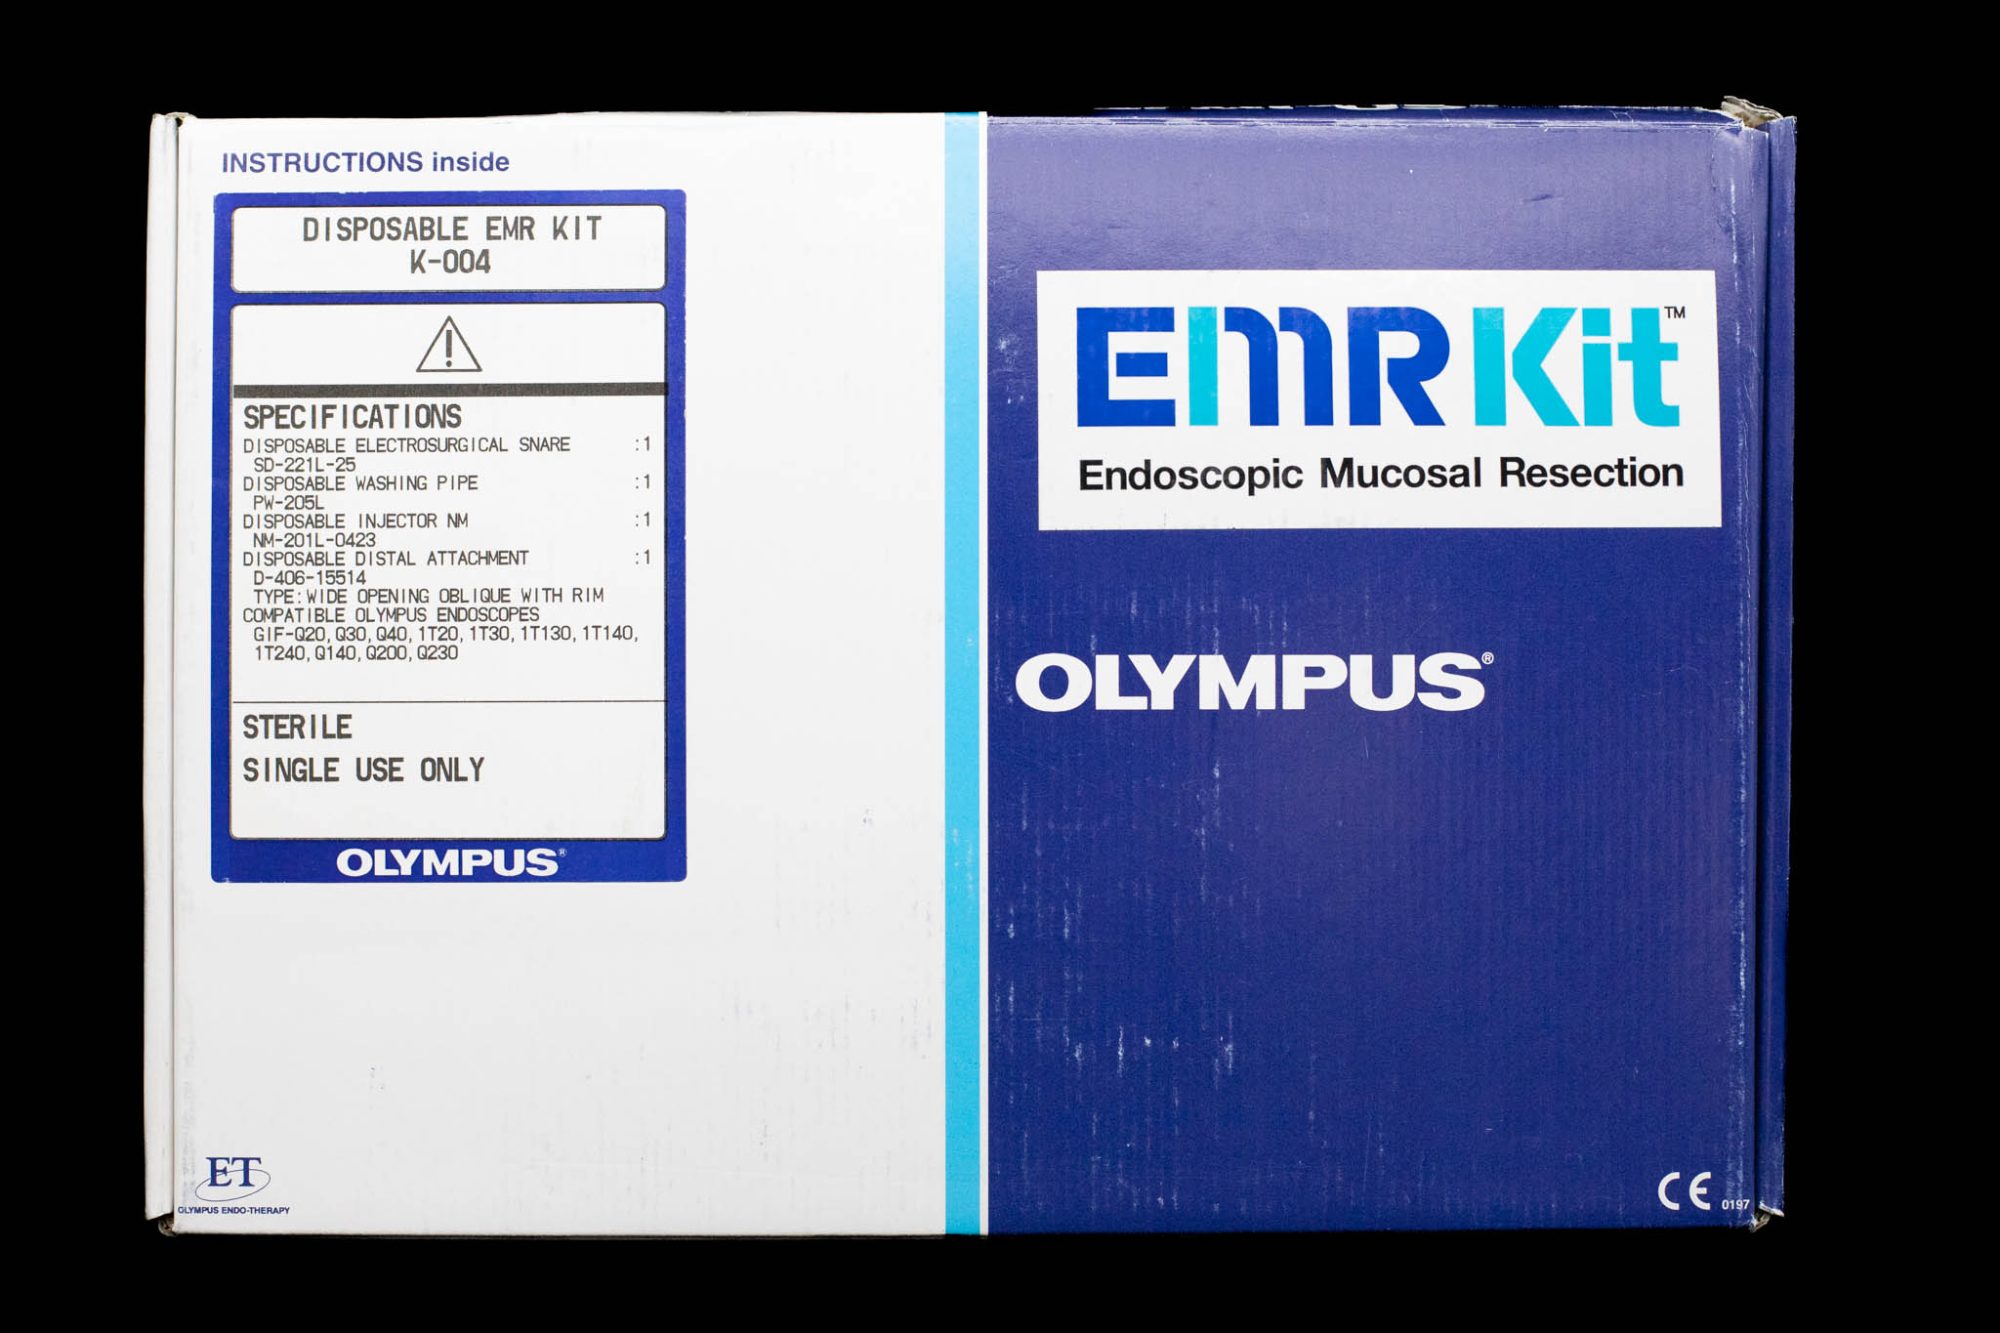 INSTRUCTIONS inside
DISPOSABLE EMR KIT
K-004
SPECIFICATIONS
DISPOSABLE ELECTROSURGICAL SNARE :1
SD-221L-25
DISPOSABLE WASHING PIPE :1
PW-205L
DISPOSABLE INJECTOR NM :1
NM-201L-0423
DISPOSABLE DISTAL ATTACHMENT :1
D-406-15514
TYPE:WIDE OPENING OBLIQUE WITH RIM
COMPATIBLE OLYMPUS ENDOSCOPES
GIF-Q20,Q30,Q40,1T20,1T30,1T130,1T140,
1T240,Q140,Q200,Q230
STERILE
SINGLE USE ONLY
OLYMPUS®
ET
OLYMPUS ENDO-THERAPY
EMR Kit™
Endoscopic Mucosal Resection
OLYMPUS®
CE 0197